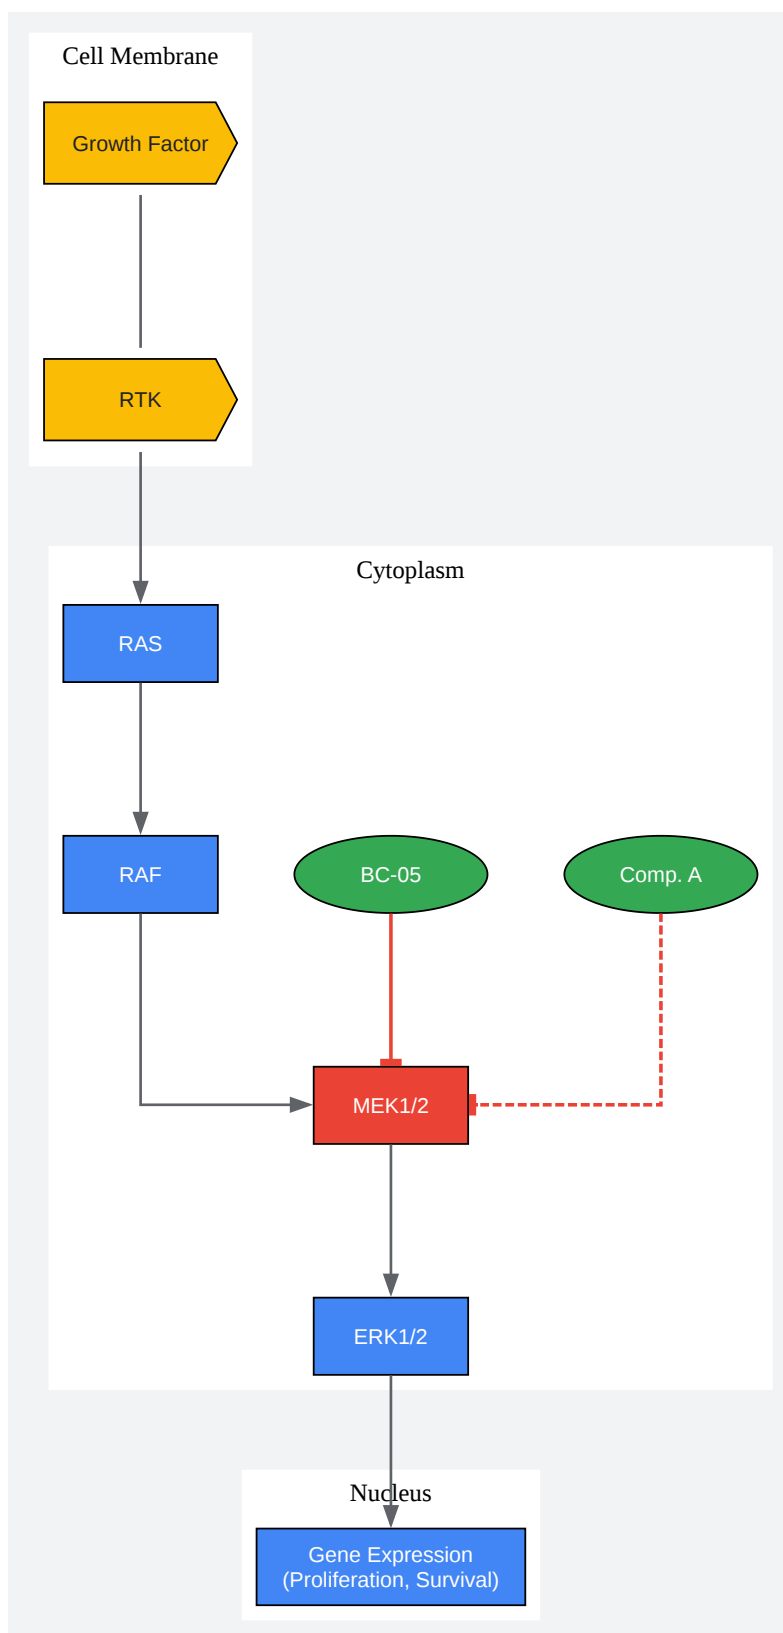 Cell Membrane
Growth Factor
RTK
Cytoplasm
RAS
RAF
BC-05
Comp. A
MEK1/2
ERK1/2
Nucleus
Gene Expression
(Proliferation, Survival)